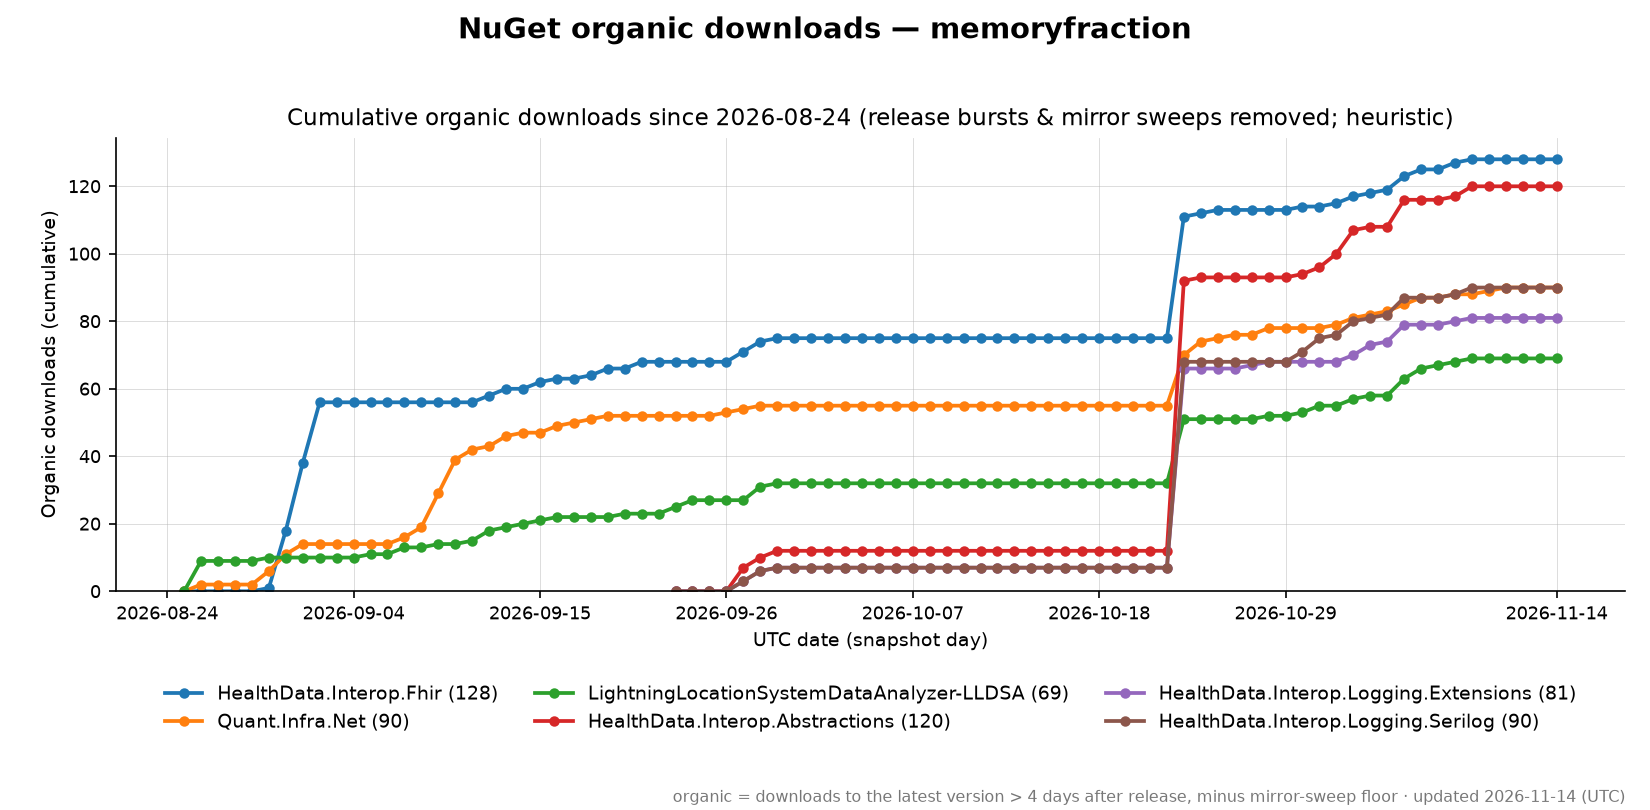 NuGet organic downloads — memoryfraction
Cumulative organic downloads since 2026-08-24 (release bursts & mirror sweeps removed; heuristic)
Organic downloads (cumulative)
120
100
80
60
40
20
0
2026-08-24 2026-09-04 2026-09-15 2026-09-26 2026-10-07 2026-10-18 2026-10-29 2026-11-14
UTC date (snapshot day)
HealthData.Interop.Fhir (128) LightningLocationSystemDataAnalyzer-LLDSA (69) HealthData.Interop.Logging.Extensions (81)
Quant.Infra.Net (90) HealthData.Interop.Abstractions (120) HealthData.Interop.Logging.Serilog (90)
organic = downloads to the latest version > 4 days after release, minus mirror-sweep floor · updated 2026-11-14 (UTC)